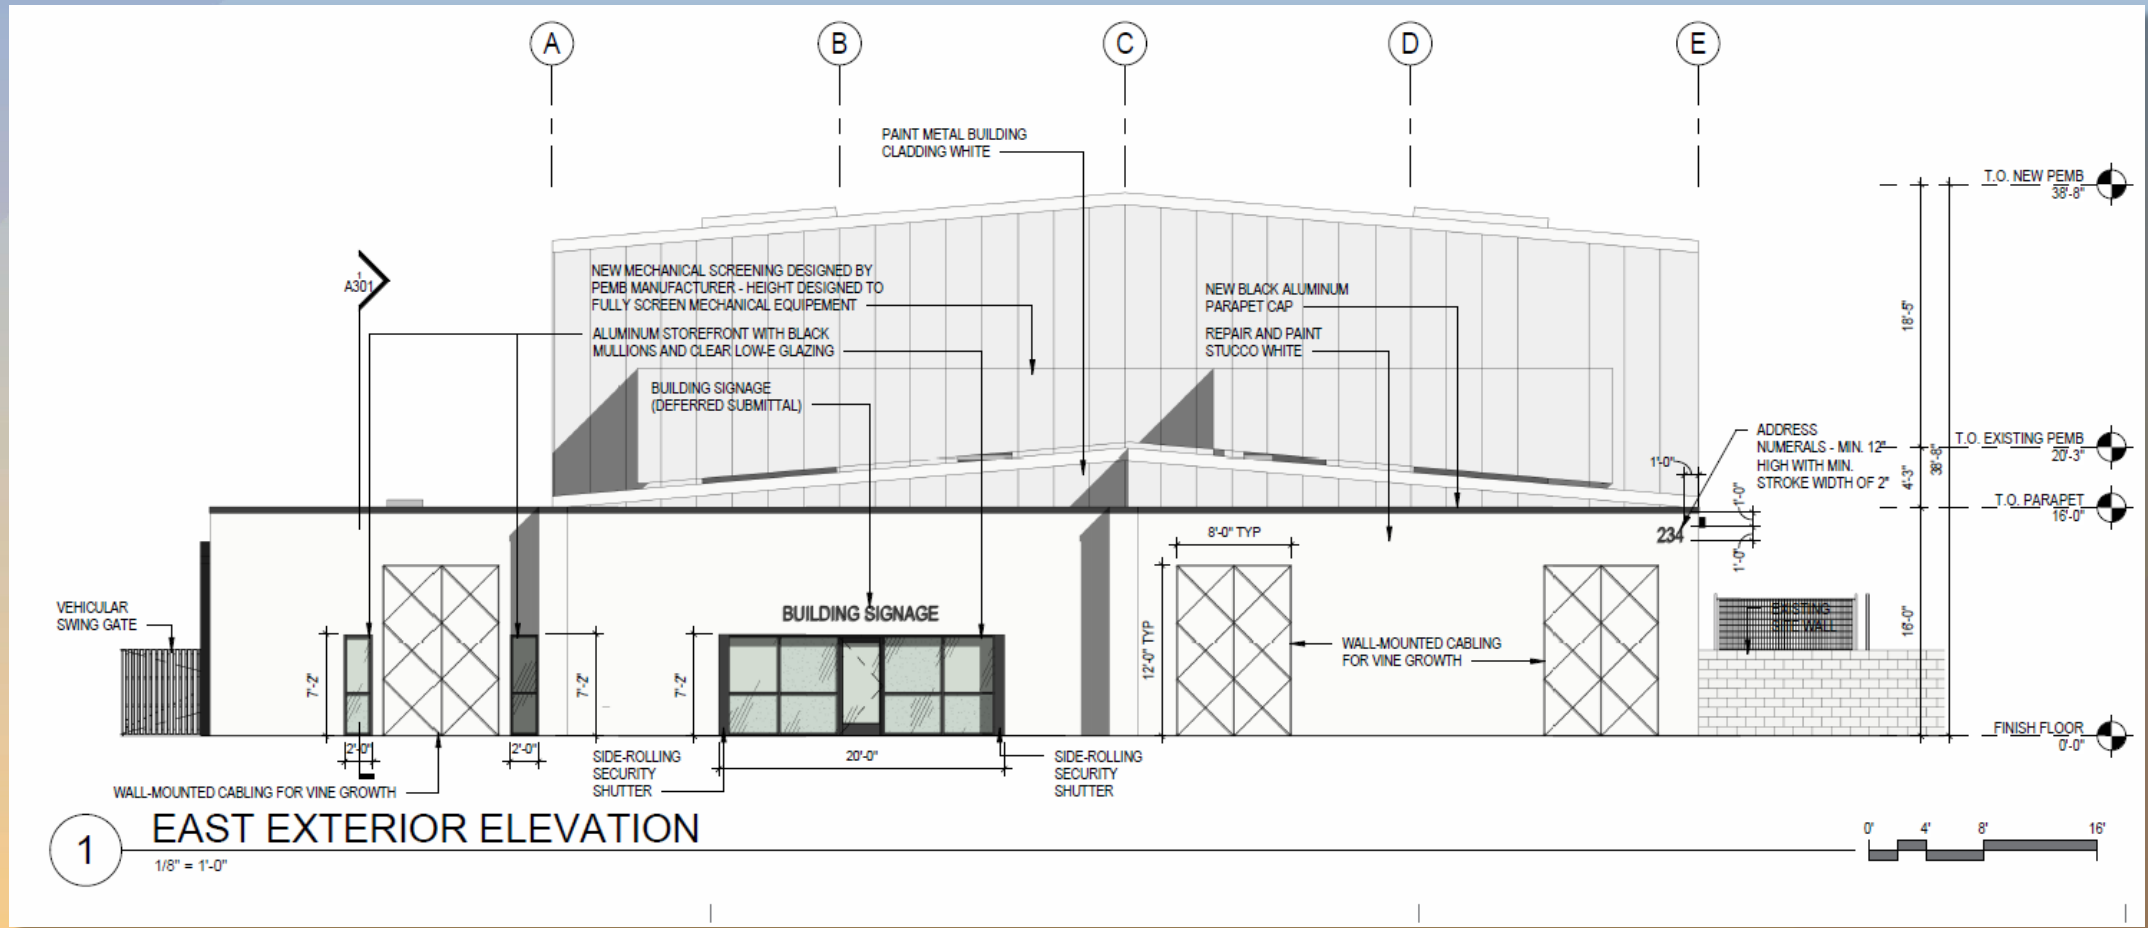 A
B
C
D
E
PAINT METAL BUILDING
CLADDING WHITE
T.O. NEW PEMB
38'-8"
1
A301
NEW MECHANICAL SCREENING DESIGNED BY
PEMB MANUFACTURER - HEIGHT DESIGNED TO
FULLY SCREEN MECHANICAL EQUIPEMENT
NEW BLACK ALUMINUM
PARAPET CAP
18'-5"
ALUMINUM STOREFRONT WITH BLACK
MULLIONS AND CLEAR LOW-E GLAZING
REPAIR AND PAINT
STUCCO WHITE
BUILDING SIGNAGE
(DEFERRED SUBMITTAL)
ADDRESS
NUMERALS - MIN. 12"
HIGH WITH MIN.
STROKE WIDTH OF 2"
T.O. EXISTING PEMB
20'-3"
1'-0"
4'-3"
38'-8"
1'-0"
T.O. PARAPET
16'-0"
234
1'-0"
8'-0" TYP
VEHICULAR
SWING GATE
BUILDING SIGNAGE
EXISTING
SITE WALL
16'-0"
12'-0" TYP
WALL-MOUNTED CABLING
FOR VINE GROWTH
7'-2"
7'-2"
7'-2"
FINISH FLOOR
0'-0"
2'-0"
2'-0"
20'-0"
SIDE-ROLLING
SECURITY
SHUTTER
SIDE-ROLLING
SECURITY
SHUTTER
WALL-MOUNTED CABLING FOR VINE GROWTH
1
EAST EXTERIOR ELEVATION
1/8" = 1'-0"
0'
4'
8'
16'